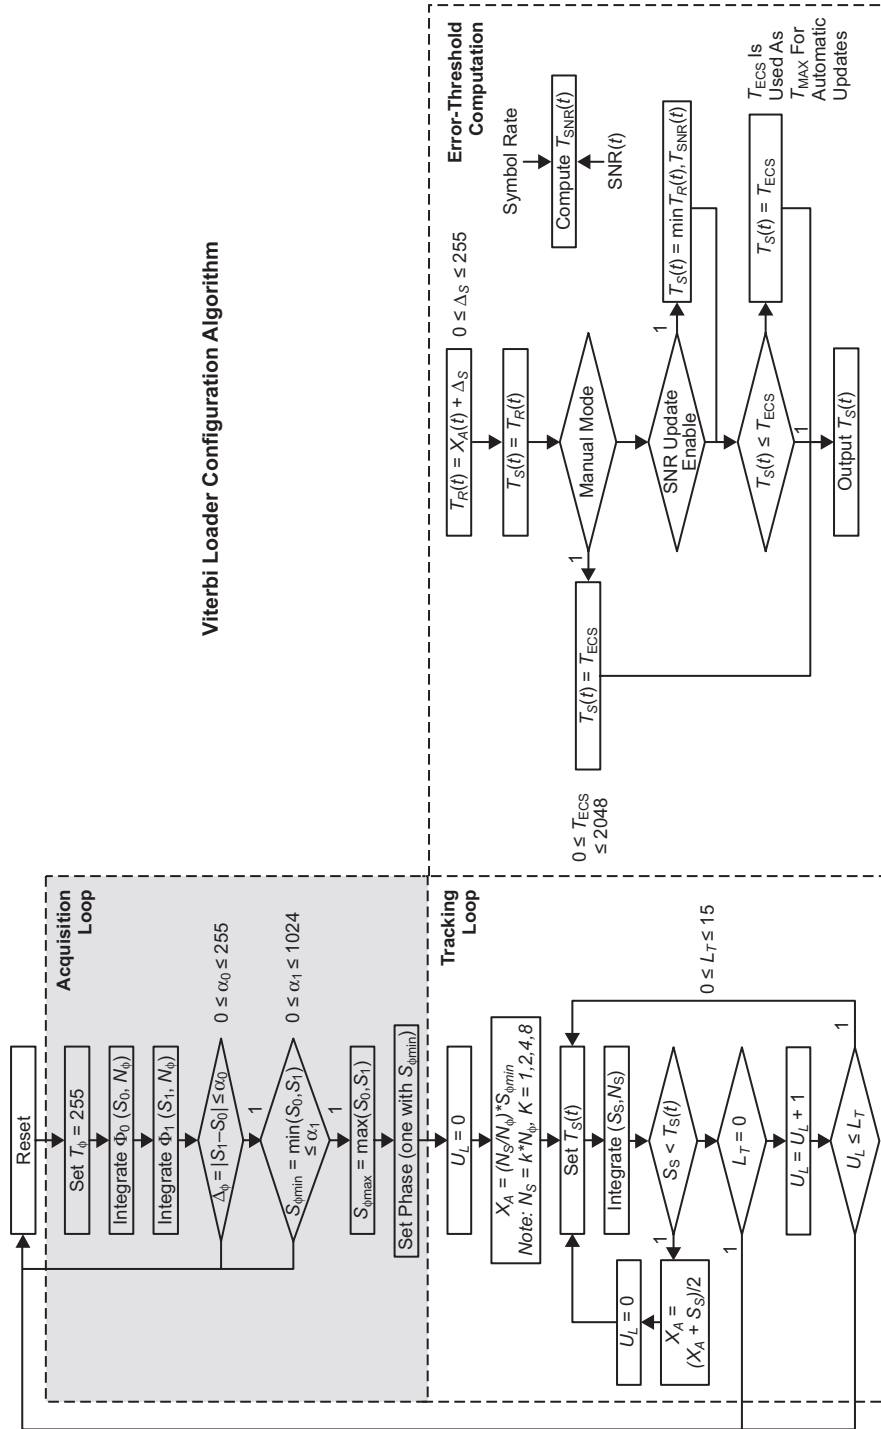 Viterbi Loader Configuration Algorithm
Reset
Acquisition
Loop
Set Tϕ = 255
Integrate Φ0 (S0, Nϕ)
Integrate Φ1 (S1, Nϕ)
Δϕ = |S1–S0| ≤ α0
0 ≤ α0 ≤ 255
1
Sϕmin = min(S0,S1)
≤ α1
0 ≤ α1 ≤ 1024
1
Sϕmax = max(S0,S1)
Set Phase (one with Sϕmin)
Tracking
Loop
UL = 0
XA = (NS/Nϕ)*Sϕmin
Note: NS = k*Nϕ, K = 1,2,4,8
Set TS(t)
Integrate (SS,NS)
SS < TS(t)
1
UL = 0
XA =
(XA + SS)/2
LT = 0
1
UL = UL + 1
UL ≤ LT
1
0 ≤ LT ≤ 15
Error-Threshold
Computation
Symbol Rate
Compute TSNR(t)
SNR(t)
TR(t) = XA(t) + ΔS
0 ≤ ΔS ≤ 255
TS(t) = TR(t)
Manual Mode
1
TS(t) = TECS
0 ≤ TECS
≤ 2048
SNR Update
Enable
1
TS(t) = min TR(t),TSNR(t)
TS(t) ≤ TECS
1
TS(t) = TECS
TECS Is
Used As
TMAX For
Automatic
Updates
Output TS(t)